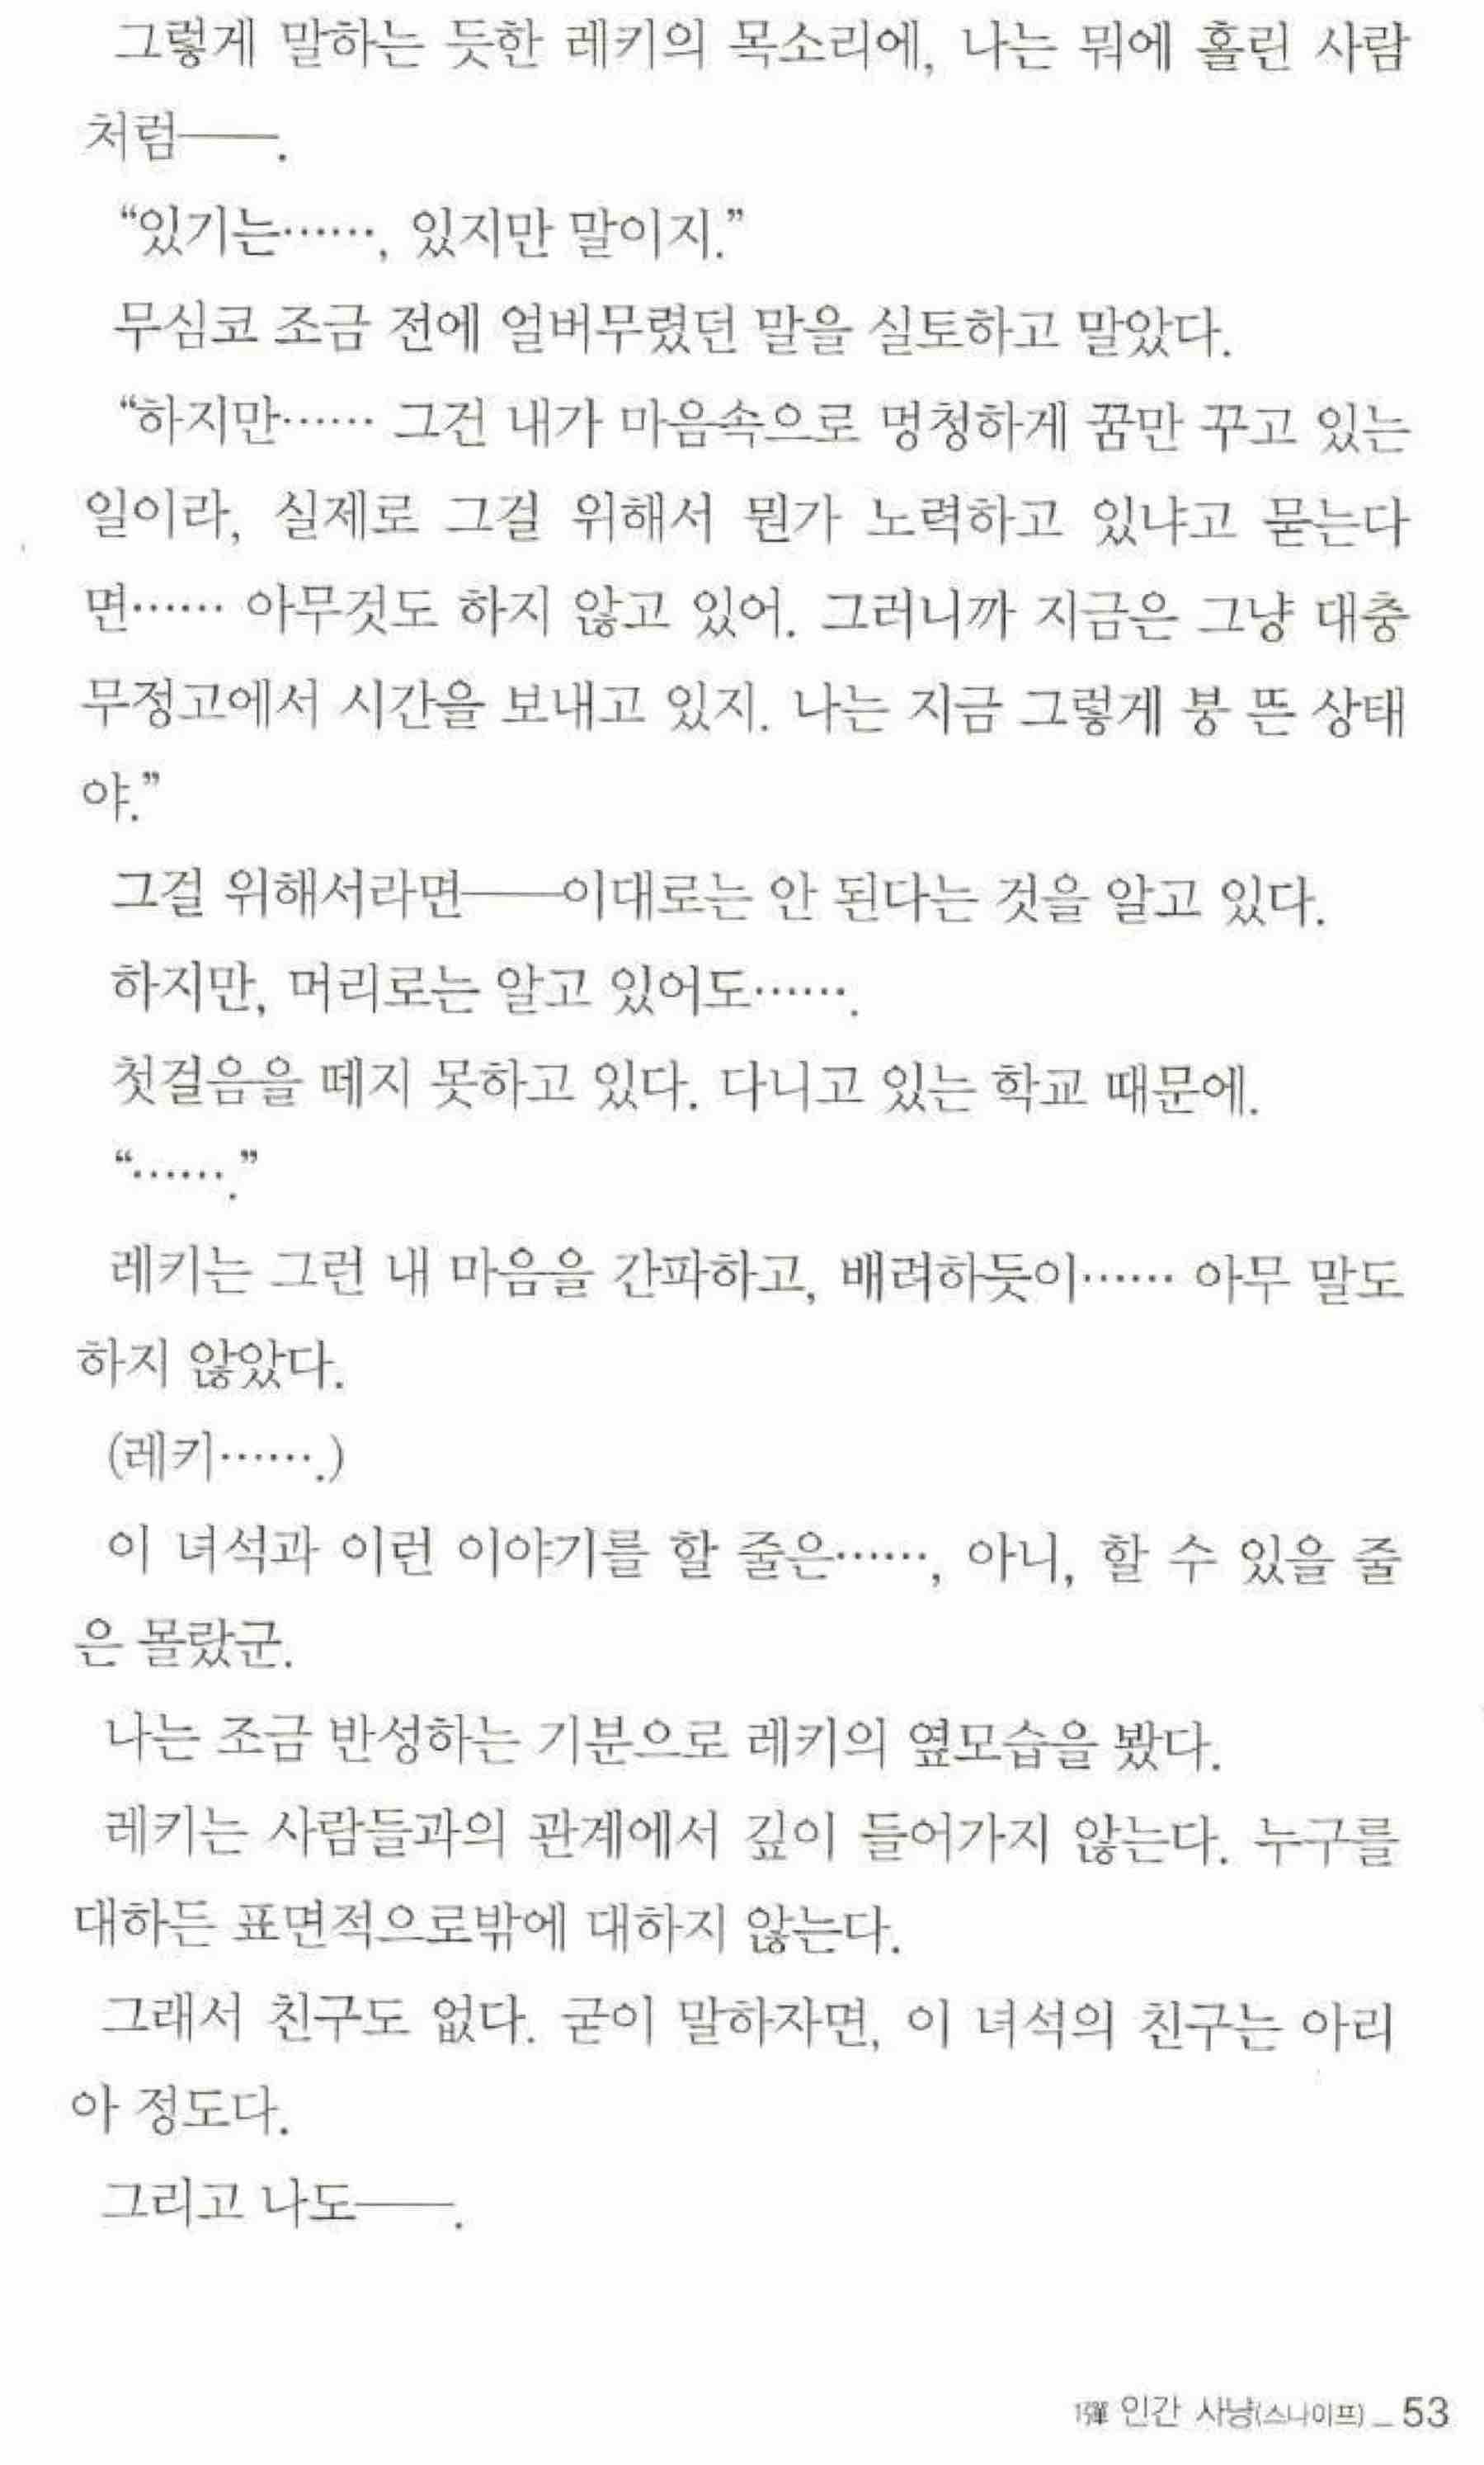 그렇게 말하는 듯한 레키의 목소리에, 나는 뭐에 홀린 사람
처럼──.
“있기는……, 있지만 말이지.”
무심코 조금 전에 얼버무렸던 말을 실토하고 말았다.
“하지만…… 그건 내가 마음속으로 멍청하게 꿈만 꾸고 있는
일이라, 실제로 그걸 위해서 뭔가 노력하고 있냐고 묻는다
면…… 아무것도 하지 않고 있어. 그러니까 지금은 그냥 대충
무정고에서 시간을 보내고 있지. 나는 지금 그렇게 붕 뜬 상태
야.”
그걸 위해서라면──이대로는 안 된다는 것을 알고 있다.
하지만, 머리로는 알고 있어도…….
첫걸음을 떼지 못하고 있다. 다니고 있는 학교 때문에.
“…….”
레키는 그런 내 마음을 간파하고, 배려하듯이…… 아무 말도
하지 않았다.
(레키…….)
이 녀석과 이런 이야기를 할 줄은……, 아니, 할 수 있을 줄
은 몰랐군.
나는 조금 반성하는 기분으로 레키의 옆모습을 봤다.
레키는 사람들과의 관계에서 깊이 들어가지 않는다. 누구를
대하든 표면적으로밖에 대하지 않는다.
그래서 친구도 없다. 굳이 말하자면, 이 녀석의 친구는 아리
아 정도다.
그리고 나도──.
1彈 인간 사냥(스나이프) _ 53